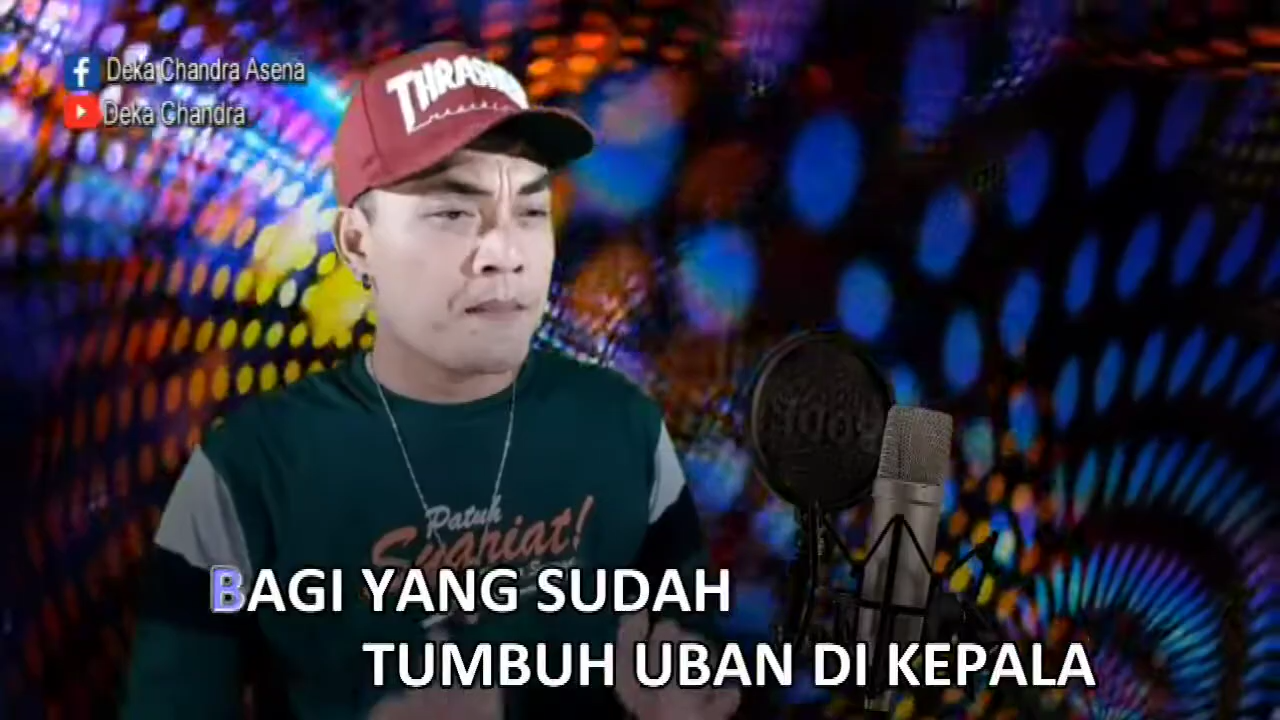 Deka Chandra Asena
Deka Chandra
THRASHER
Patuh
Syariat!
BAGI YANG SUDAH
TUMBUH UBAN DI KEPALA